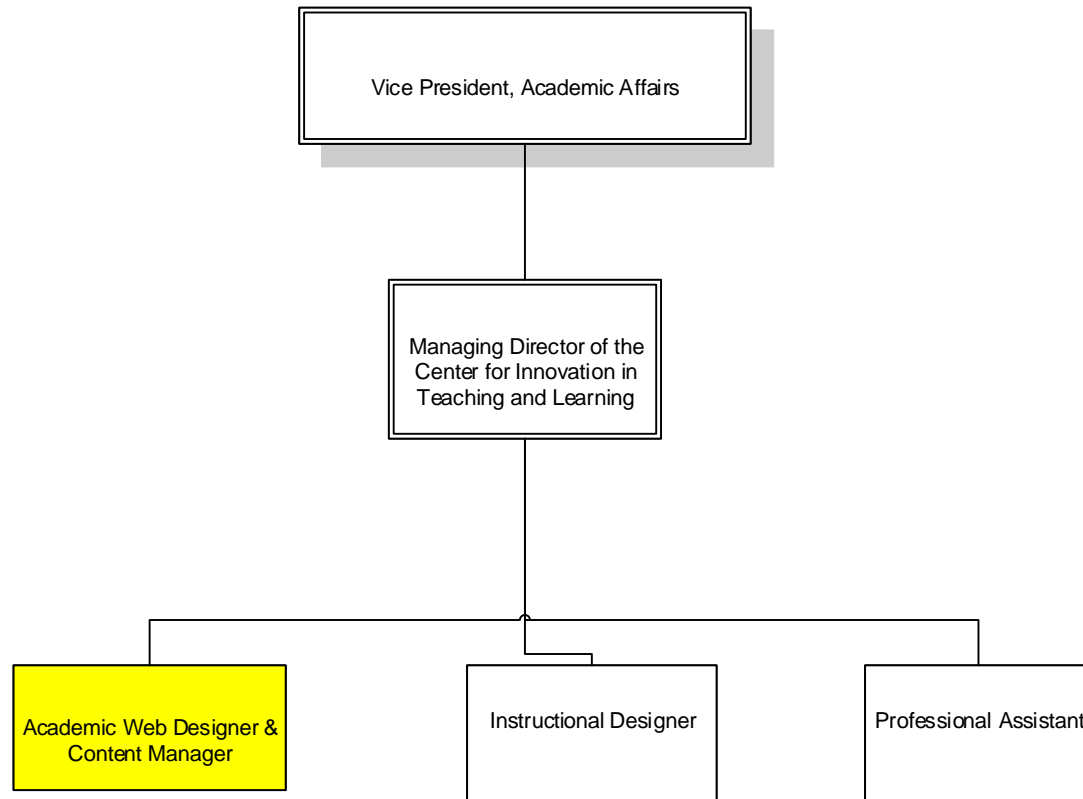 Vice President, Academic Affairs
Managing Director of the
Center for Innovation in
Teaching and Learning
Academic Web Designer &
Content Manager
Instructional Designer
Professional Assistant